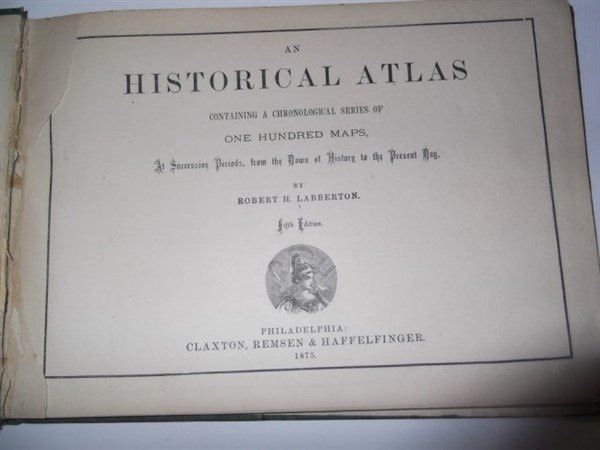 AN
HISTORICAL ATLAS
CONTAINING A CHRONOLOGICAL SERIES OF
ONE HUNDRED MAPS,
At Successive Periods, from the Dawn of History to the Present Day.
BY
ROBERT H. LABBERTON.
Fifth Edition.
PHILADELPHIA:
CLAXTON, REMSEN & HAFFELFINGER.
1875.